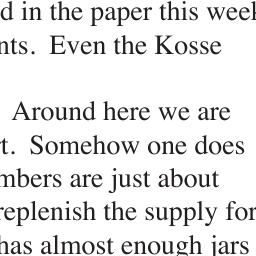 d in the paper this week
nts. Even the Kosse
Around here we are
t. Somehow one does
mbers are just about
replenish the supply for
has almost enough jars